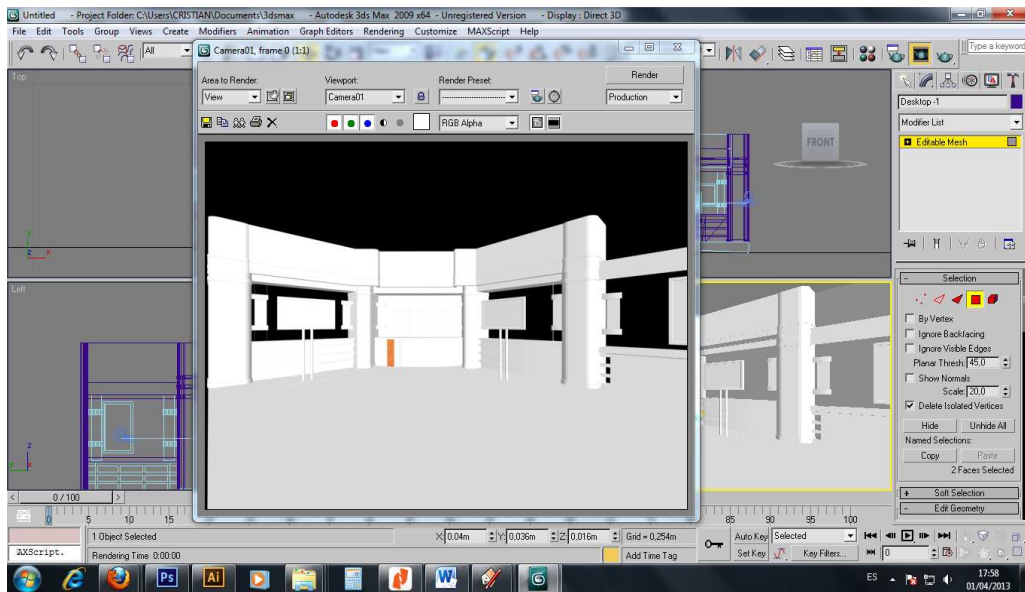 Untitled - Project Folder: C:\Users\CRISTIAN\Documents\3dsmax - Autodesk 3ds Max 2009 x64 - Unregistered Version - Display : Direct 3D
File Edit Tools Group Views Create Modifiers Animation Graph Editors Rendering Customize MAXScript Help
All
Type a keyword
Camera01, frame 0 (1:1)
Area to Render:
View
Viewport:
Camera01
Render Preset:
Render
Production
RGB Alpha
Top
FRONT
y
z x
Left
z
x
Desktop -1
Modifier List
Editable Mesh
Selection
By Vertex
Ignore Backfacing
Ignore Visible Edges
Planar Thresh: 45,0
Show Normals
Scale: 20,0
Delete Isolated Vertices
Hide Unhide All
Named Selections:
Copy Paste
2 Faces Selected
Soft Selection
Edit Geometry
0 / 100
0 5 10 15 85 90 95 100
1 Object Selected X: 0,04m Y: 0,036m Z: 0,016m Grid = 0,254m Auto Key Selected
AXScript. Rendering Time 0:00:00 Add Time Tag Set Key Key Filters... 0
Ps Ai W ES 17:58
01/04/2013